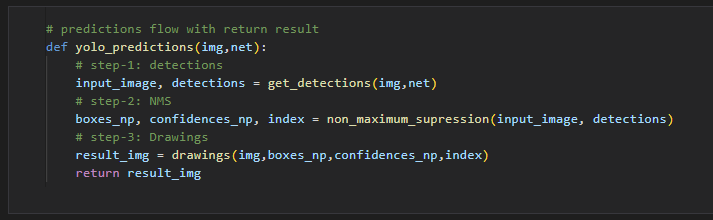 # predictions flow with return result
def yolo_predictions(img,net):
# step-1: detections
input_image, detections = get_detections(img,net)
# step-2: NMS
boxes_np, confidences_np, index = non_maximum_supression(input_image, detections)
# step-3: Drawings
result_img = drawings(img,boxes_np,confidences_np,index)
return result_img